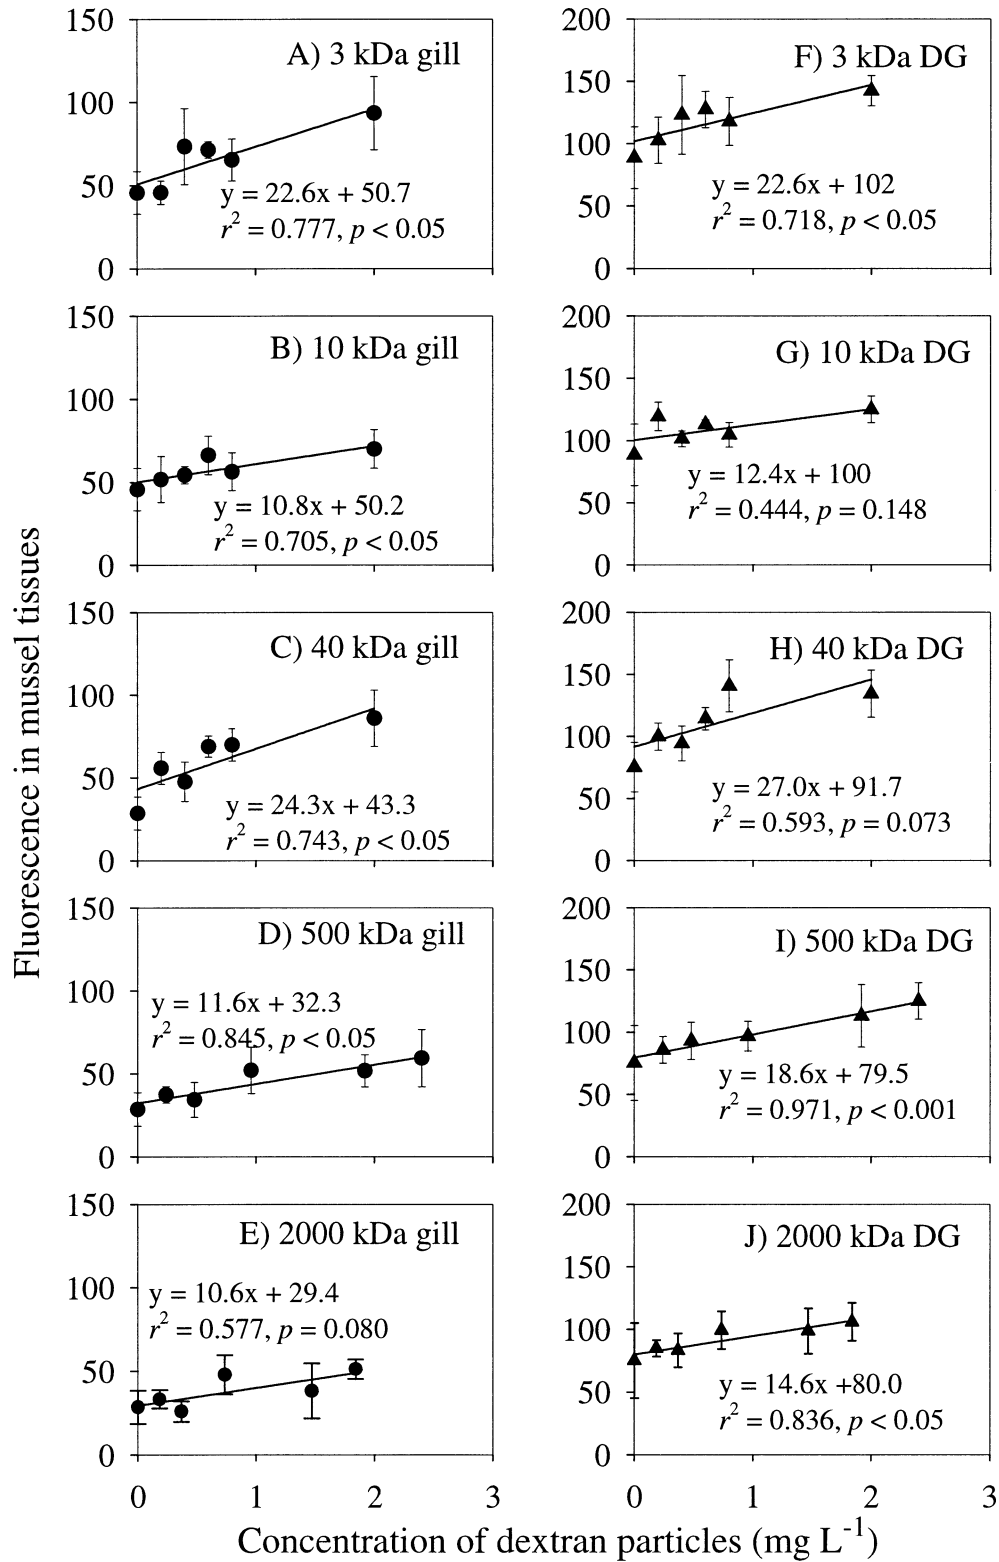 Fluorescence in mussel tissues
150
100
50
0
A) 3 kDa gill
y = 22.6x + 50.7
r² = 0.777, p < 0.05
200
150
100
50
0
F) 3 kDa DG
y = 22.6x + 102
r² = 0.718, p < 0.05
150
100
50
0
B) 10 kDa gill
y = 10.8x + 50.2
r² = 0.705, p < 0.05
200
150
100
50
0
G) 10 kDa DG
y = 12.4x + 100
r² = 0.444, p = 0.148
150
100
50
0
C) 40 kDa gill
y = 24.3x + 43.3
r² = 0.743, p < 0.05
200
150
100
50
0
H) 40 kDa DG
y = 27.0x + 91.7
r² = 0.593, p = 0.073
150
100
50
0
D) 500 kDa gill
y = 11.6x + 32.3
r² = 0.845, p < 0.05
200
150
100
50
0
I) 500 kDa DG
y = 18.6x + 79.5
r² = 0.971, p < 0.001
150
100
50
0
E) 2000 kDa gill
y = 10.6x + 29.4
r² = 0.577, p = 0.080
0 1 2 3
200
150
100
50
0
J) 2000 kDa DG
y = 14.6x +80.0
r² = 0.836, p < 0.05
0 1 2 3
Concentration of dextran particles (mg L⁻¹)